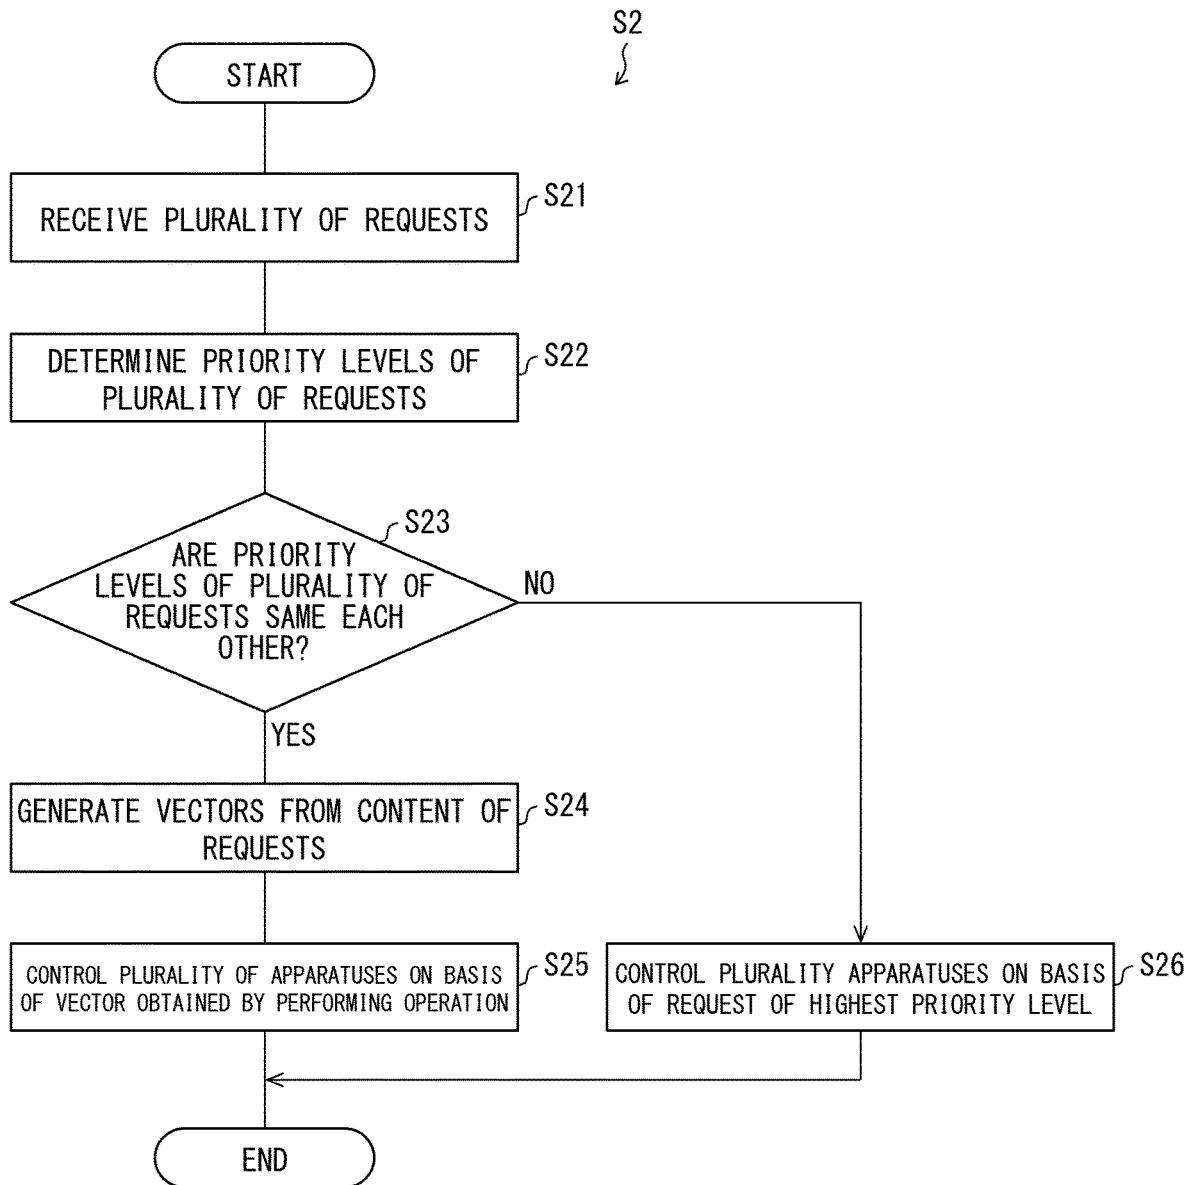 S2
START
RECEIVE PLURALITY OF REQUESTS
S21
DETERMINE PRIORITY LEVELS OF
PLURALITY OF REQUESTS
S22
S23
ARE PRIORITY
LEVELS OF PLURALITY OF
REQUESTS SAME EACH
OTHER?
NO
YES
GENERATE VECTORS FROM CONTENT OF
REQUESTS
S24
CONTROL PLURALITY OF APPARATUSES ON BASIS
OF VECTOR OBTAINED BY PERFORMING OPERATION
S25
CONTROL PLURALITY APPARATUSES ON BASIS
OF REQUEST OF HIGHEST PRIORITY LEVEL
S26
END